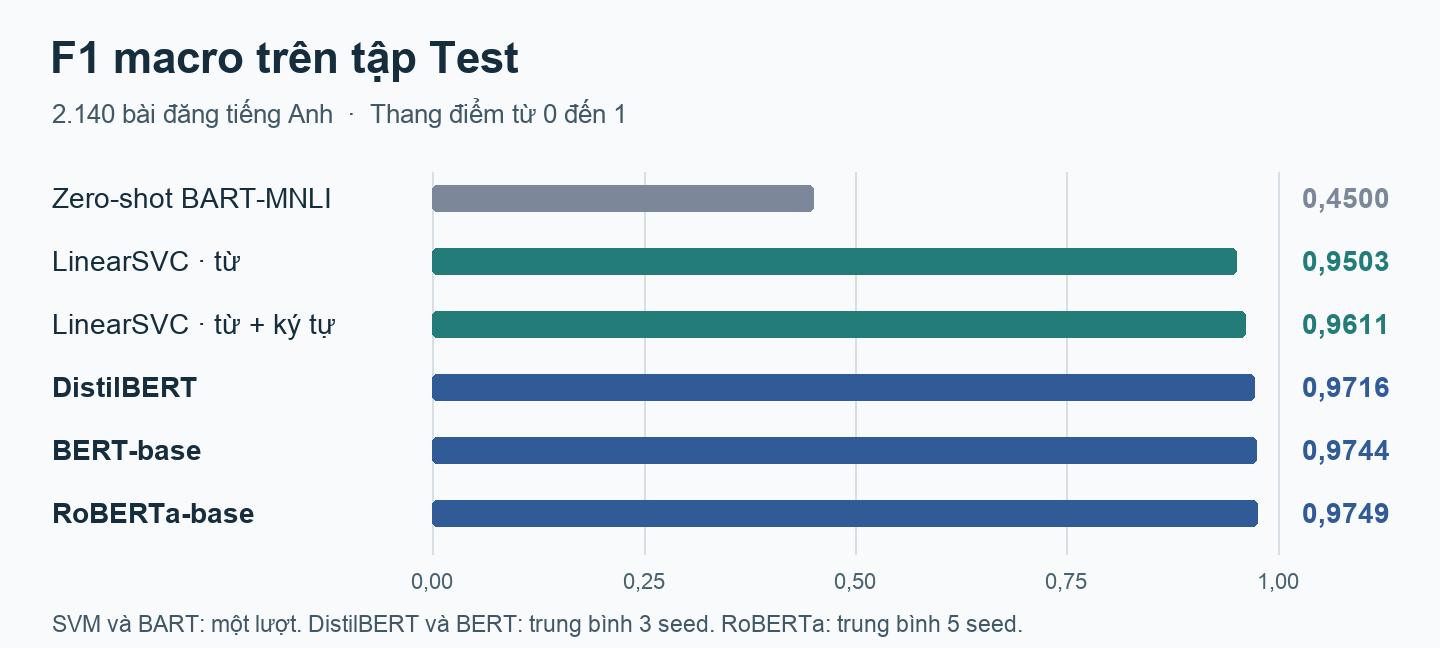 F1 macro trên tập Test
2.140 bài đăng tiếng Anh · Thang điểm từ 0 đến 1
Zero-shot BART-MNLI 0,4500
LinearSVC · từ 0,9503
LinearSVC · từ + ký tự 0,9611
DistilBERT 0,9716
BERT-base 0,9744
RoBERTa-base 0,9749
0,00 0,25 0,50 0,75 1,00
SVM và BART: một lượt. DistilBERT và BERT: trung bình 3 seed. RoBERTa: trung bình 5 seed.